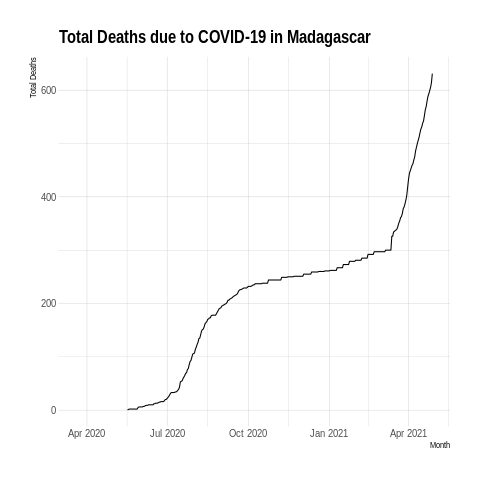 Total Deaths due to COVID-19 in Madagascar
Total Deaths
600
400
200
0
Apr 2020
Jul 2020
Oct 2020
Jan 2021
Apr 2021
Month